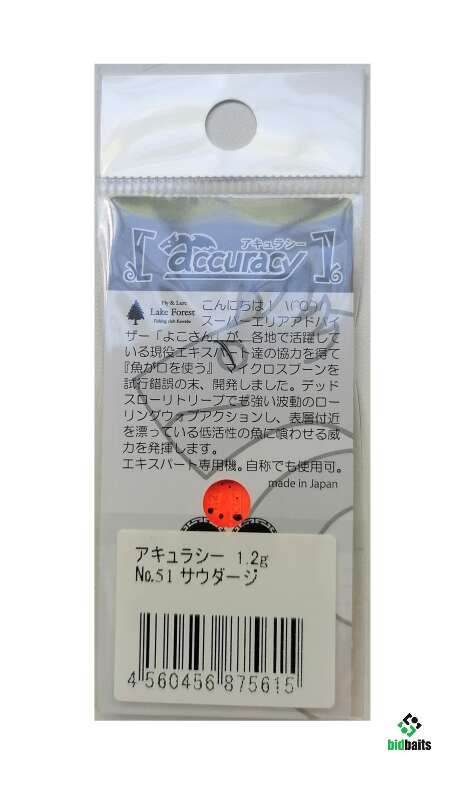 アキュラシー
accuracy
Fly & Lure
Lake Forest
Fishing club Kawaba
こんにちは！ \(^O^)/
スーパーエリアアドバイ
ザー「よこさん」が、各地で活躍して
いる現役エキスパート達の協力を得て
『魚が口を使う』マイクロスプーンを
試行錯誤の末、開発しました。デッド
スローリトリーブでも強い波動のロー
リングウォブアクションし、表層付近
を漂っている低活性の魚に喰わせる威
力を発揮します。
エキスパート専用機。自称でも使用可。
made in Japan
アキュラシー 1.2g
No.51 サウダージ
4 560456 875615
bidbaits